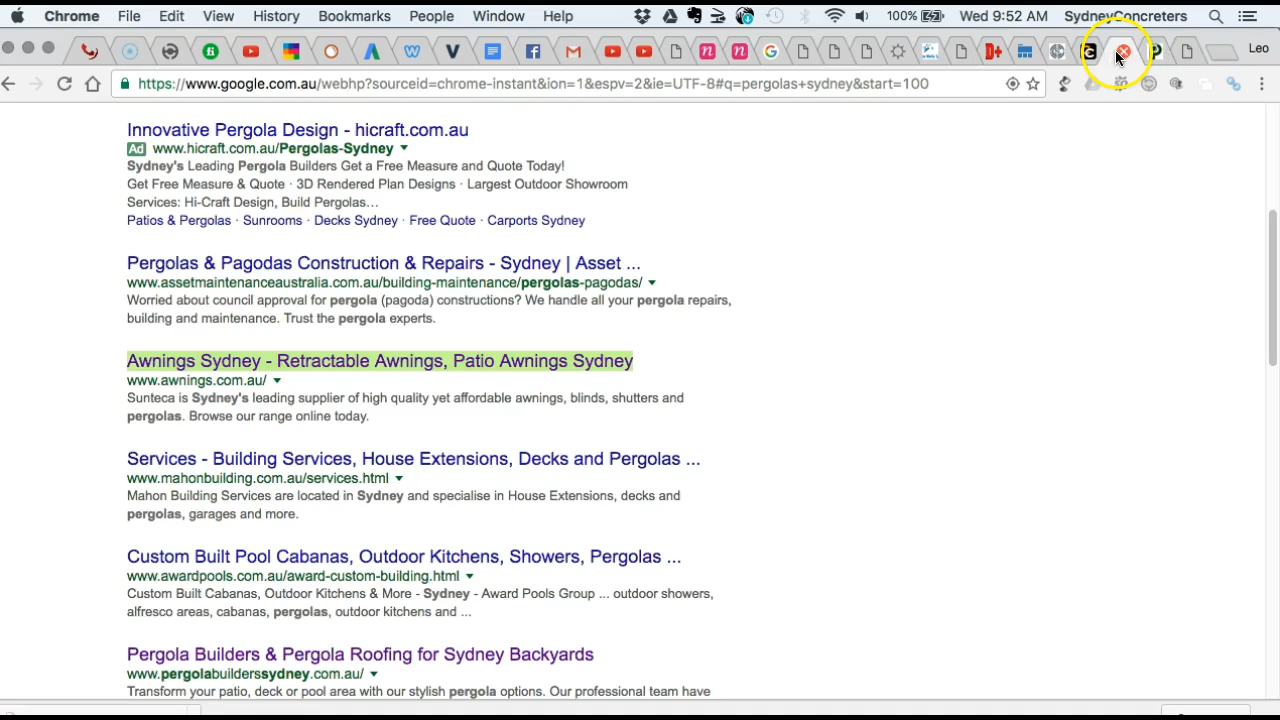 Chrome File Edit View History Bookmarks People Window Help 100% Wed 9:52 AM SydneyConcreters
Leo
https://www.google.com.au/webhp?sourceid=chrome-instant&ion=1&espv=2&ie=UTF-8#q=pergolas+sydney&start=100
Innovative Pergola Design - hicraft.com.au
Ad www.hicraft.com.au/Pergolas-Sydney
Sydney's Leading Pergola Builders Get a Free Measure and Quote Today!
Get Free Measure & Quote · 3D Rendered Plan Designs · Largest Outdoor Showroom
Services: Hi-Craft Design, Build Pergolas…
Patios & Pergolas · Sunrooms · Decks Sydney · Free Quote · Carports Sydney
Pergolas & Pagodas Construction & Repairs - Sydney | Asset ...
www.assetmaintenanceaustralia.com.au/building-maintenance/pergolas-pagodas/
Worried about council approval for pergola (pagoda) constructions? We handle all your pergola repairs,
building and maintenance. Trust the pergola experts.
Awnings Sydney - Retractable Awnings, Patio Awnings Sydney
www.awnings.com.au/
Sunteca is Sydney's leading supplier of high quality yet affordable awnings, blinds, shutters and
pergolas. Browse our range online today.
Services - Building Services, House Extensions, Decks and Pergolas ...
www.mahonbuilding.com.au/services.html
Mahon Building Services are located in Sydney and specialise in House Extensions, decks and
pergolas, garages and more.
Custom Built Pool Cabanas, Outdoor Kitchens, Showers, Pergolas ...
www.awardpools.com.au/award-custom-building.html
Custom Built Cabanas, Outdoor Kitchens & More - Sydney - Award Pools Group ... outdoor showers,
alfresco areas, cabanas, pergolas, outdoor kitchens and ...
Pergola Builders & Pergola Roofing for Sydney Backyards
www.pergolabuilderssydney.com.au/
Transform your patio, deck or pool area with our stylish pergola options. Our professional team have